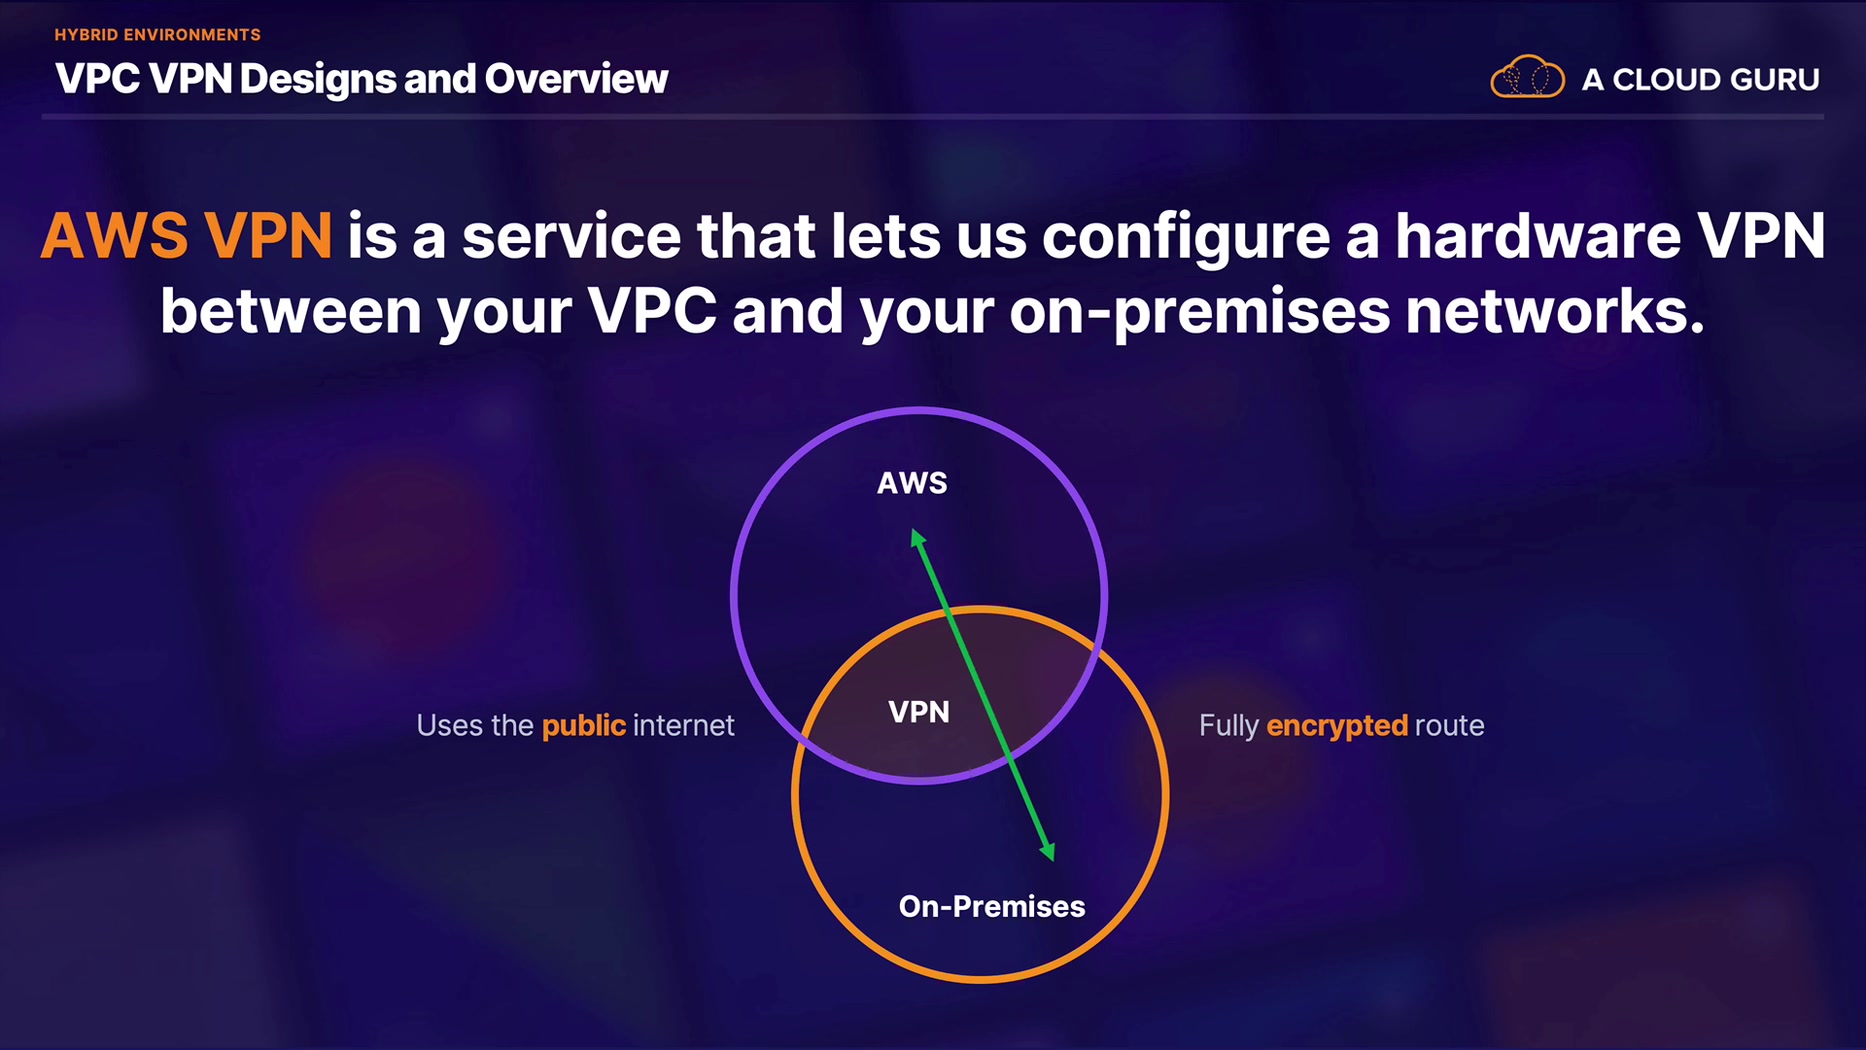 HYBRID ENVIRONMENTS
VPC VPN Designs and Overview
A CLOUD GURU
AWS VPN is a service that lets us configure a hardware VPN
between your VPC and your on-premises networks.
AWS
VPN
Uses the public internet
Fully encrypted route
On-Premises